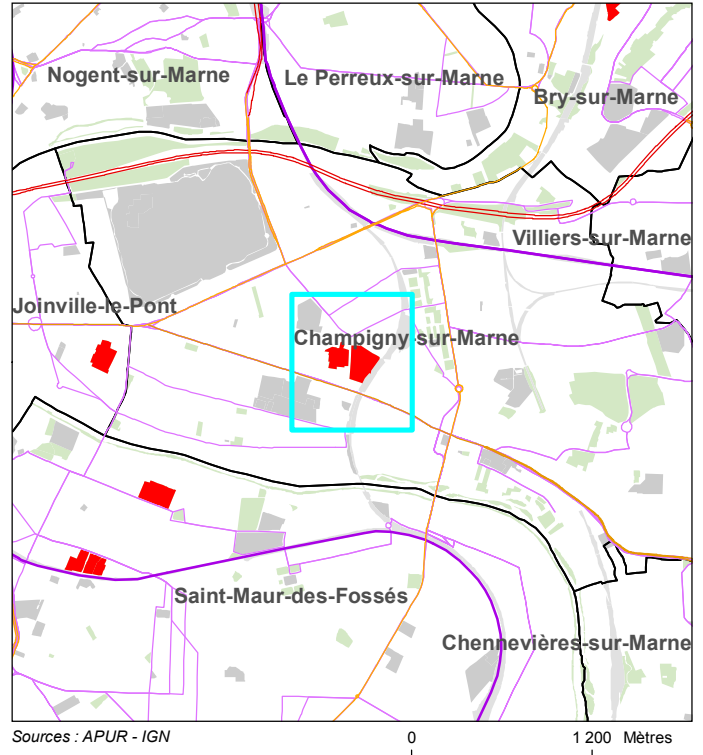 Nogent-sur-Marne
Le Perreux-sur-Marne
Bry-sur-Marne
Villiers-sur-Marne
Joinville-le-Pont
Champigny-sur-Marne
Saint-Maur-des-Fossés
Chennevières-sur-Marne
Sources : APUR - IGN
0
1 200 Mètres